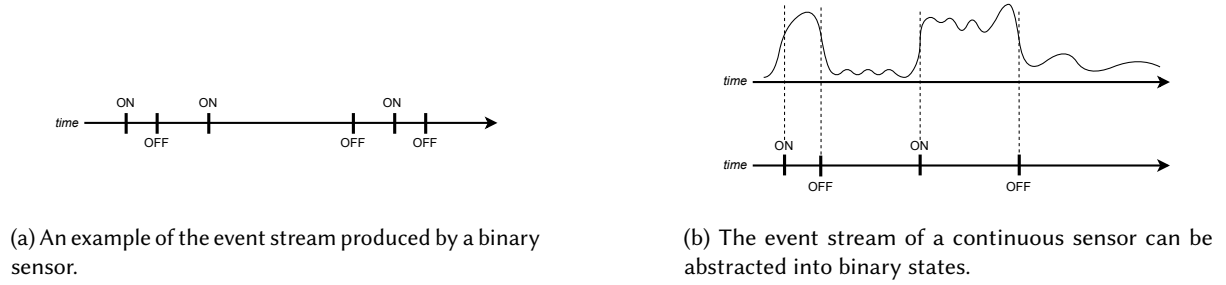 ON
ON
ON
time
OFF
OFF
OFF
(a) An example of the event stream produced by a binary
sensor.
time
ON
ON
time
OFF
OFF
(b) The event stream of a continuous sensor can be
abstracted into binary states.